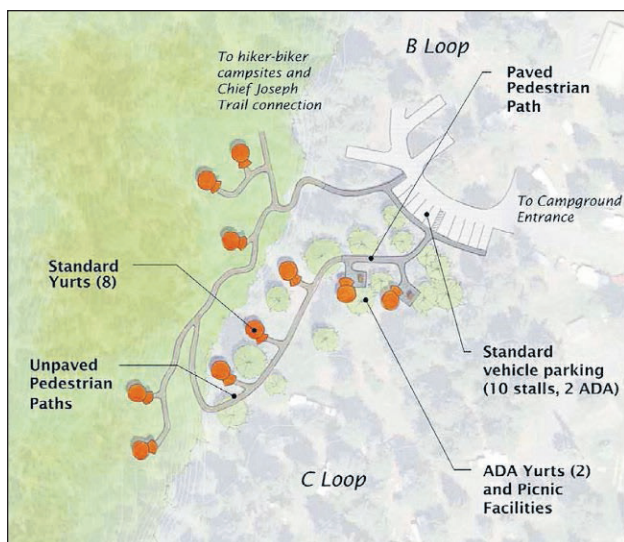 B Loop
To hiker-biker
campsites and
Chief Joseph
Trail connection
Paved
Pedestrian
Path
To Campground
Entrance
Standard
Yurts (8)
Unpaved
Pedestrian
Paths
Standard
vehicle parking
(10 stalls, 2 ADA)
C Loop
ADA Yurts (2)
and Picnic
Facilities